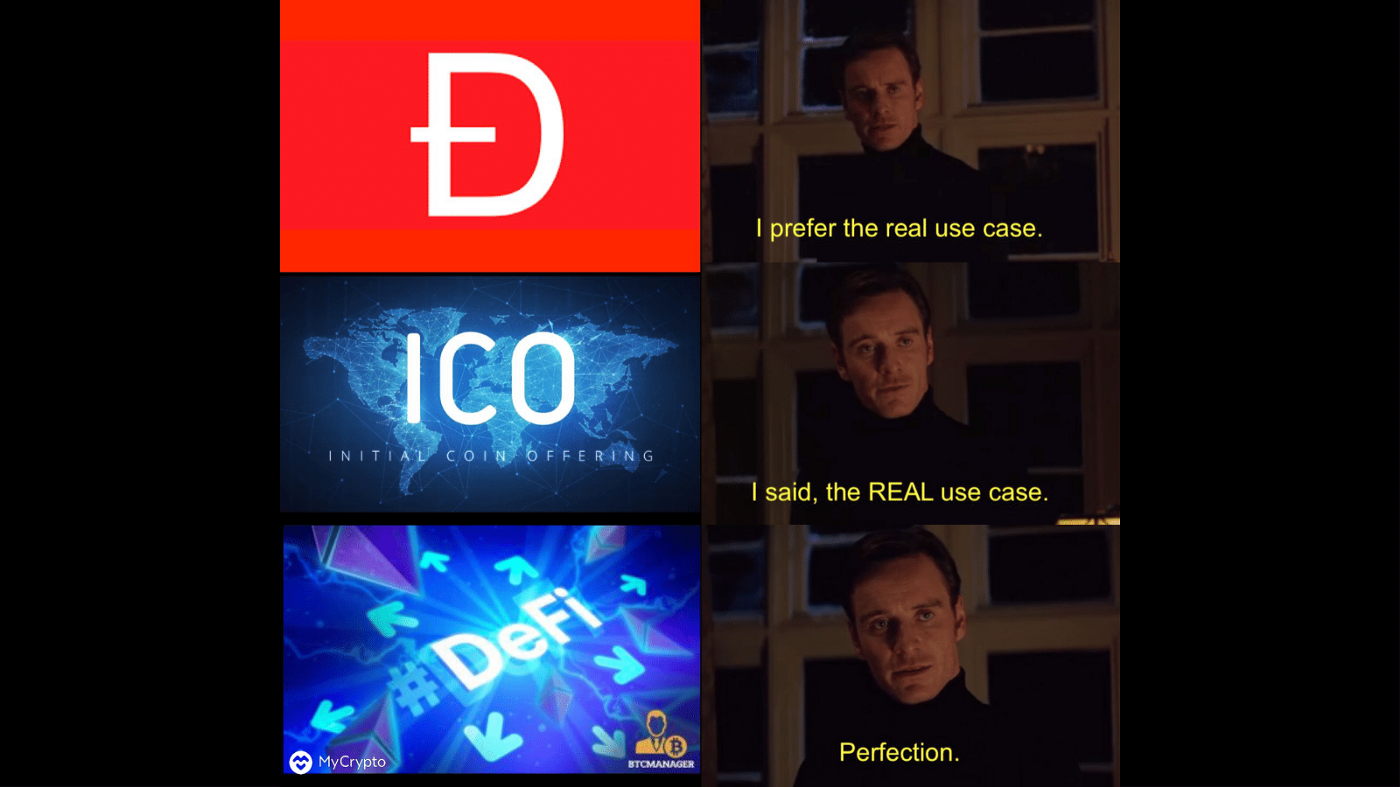 Đ
I prefer the real use case.
ICO
INITIAL COIN OFFERING
I said, the REAL use case.
#DeFi
MyCrypto
BTCMANAGER
Perfection.